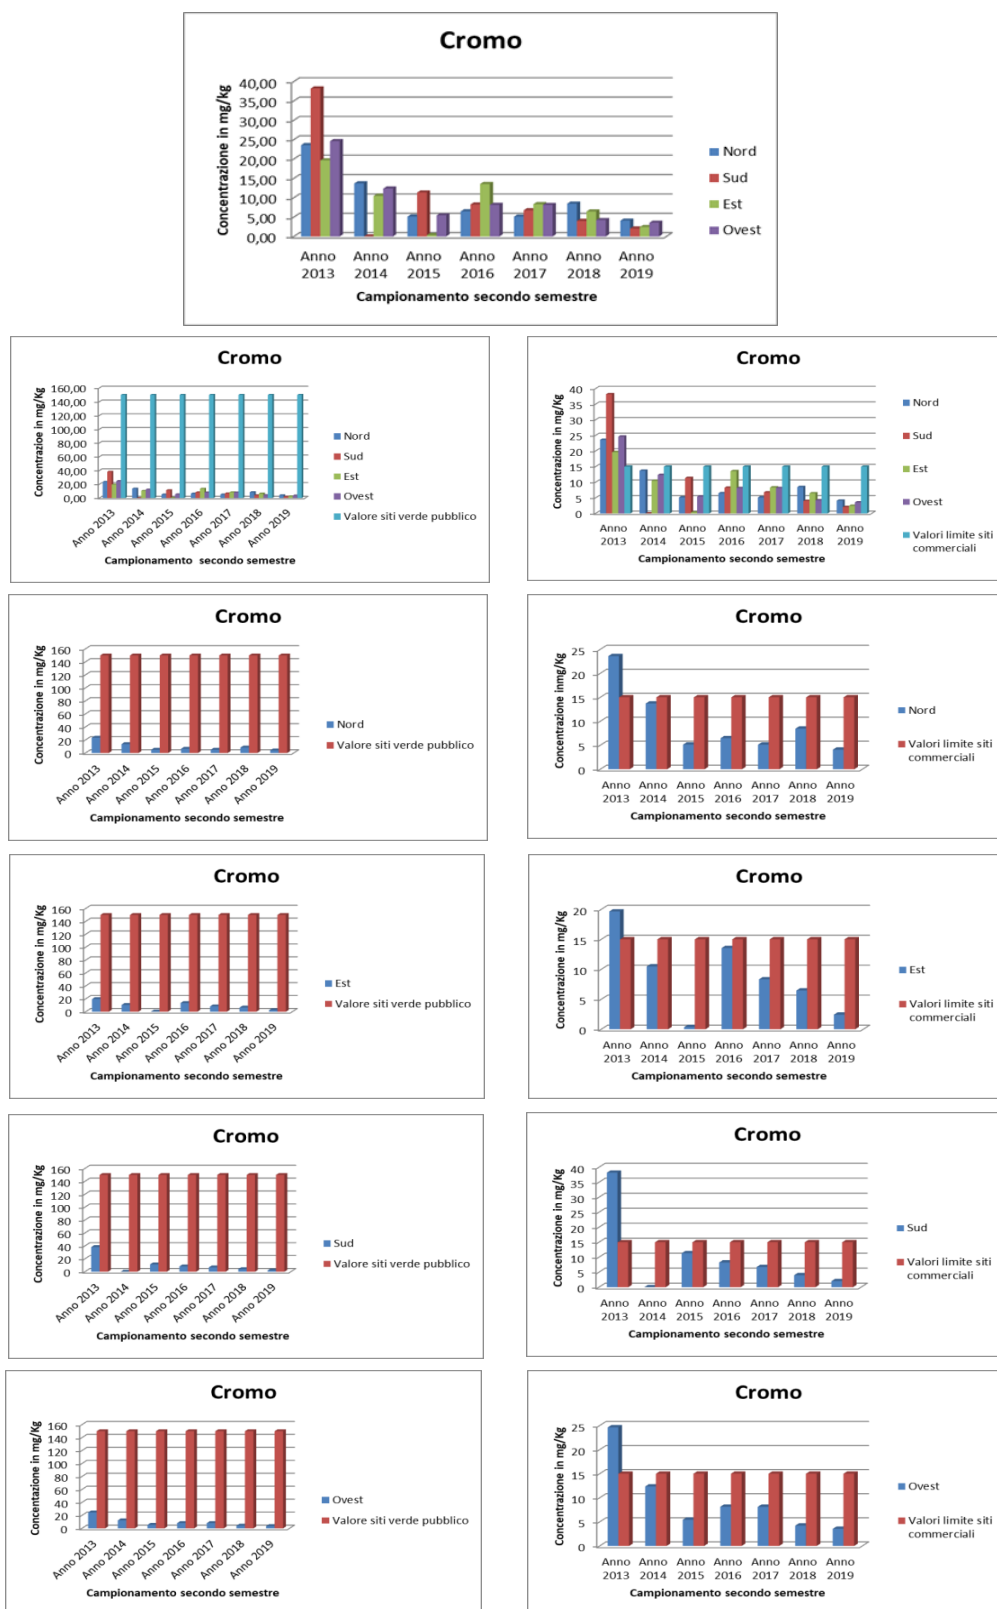 Cromo
Concentrazione in mg/kg
40,00
35,00
30,00
25,00
20,00
15,00
10,00
5,00
0,00
Anno 2013
Anno 2014
Anno 2015
Anno 2016
Anno 2017
Anno 2018
Anno 2019
Campionamento secondo semestre
Nord
Sud
Est
Ovest
Cromo
Concentrazioe in mg/Kg
160,00
140,00
120,00
100,00
80,00
60,00
40,00
20,00
0,00
Anno 2013
Anno 2014
Anno 2015
Anno 2016
Anno 2017
Anno 2018
Anno 2019
Campionamento secondo semestre
Nord
Sud
Est
Ovest
Valore siti verde pubblico
Cromo
Concentrazione in mg/Kg
40
35
30
25
20
15
10
5
0
Anno 2013
Anno 2014
Anno 2015
Anno 2016
Anno 2017
Anno 2018
Anno 2019
Campionamento secondo semestre
Nord
Sud
Est
Ovest
Valori limite siti
commerciali
Cromo
Concentrazione in mg/Kg
160
140
120
100
80
60
40
20
0
Anno 2013
Anno 2014
Anno 2015
Anno 2016
Anno 2017
Anno 2018
Anno 2019
Campionamento secondo semestre
Nord
Valore siti verde pubblico
Cromo
Concentrazione inmg/Kg
25
20
15
10
5
0
Anno 2013
Anno 2014
Anno 2015
Anno 2016
Anno 2017
Anno 2018
Anno 2019
Campionamento secondo semestre
Nord
Valori limite siti
commerciali
Cromo
Concentrazione in mg/Kg
160
140
120
100
80
60
40
20
0
Anno 2013
Anno 2014
Anno 2015
Anno 2016
Anno 2017
Anno 2018
Anno 2019
Campionamento secondo semestre
Est
Valore siti verde pubblico
Cromo
Concentrazione in mg/Kg
20
15
10
5
0
Anno 2013
Anno 2014
Anno 2015
Anno 2016
Anno 2017
Anno 2018
Anno 2019
Campionamento secondo semestre
Est
Valori limite siti
commerciali
Cromo
Concentrazione in mg/Kg
160
140
120
100
80
60
40
20
0
Anno 2013
Anno 2014
Anno 2015
Anno 2016
Anno 2017
Anno 2018
Anno 2019
Campionamento secondo semestre
Sud
Valore siti verde pubblico
Cromo
Concentrazione in mg/Kg
40
35
30
25
20
15
10
5
0
Anno 2013
Anno 2014
Anno 2015
Anno 2016
Anno 2017
Anno 2018
Anno 2019
Campionamento secondo semestre
Sud
Valori limite siti
commerciali
Cromo
Concentazione in mg/Kg
160
140
120
100
80
60
40
20
0
Anno 2013
Anno 2014
Anno 2015
Anno 2016
Anno 2017
Anno 2018
Anno 2019
Campionamento secondo semestre
Ovest
Valore siti verde pubblico
Cromo
Concentrazione in mg/Kg
25
20
15
10
5
0
Anno 2013
Anno 2014
Anno 2015
Anno 2016
Anno 2017
Anno 2018
Anno 2019
Campionamento secondo semestre
Ovest
Valori limite siti
commerciali